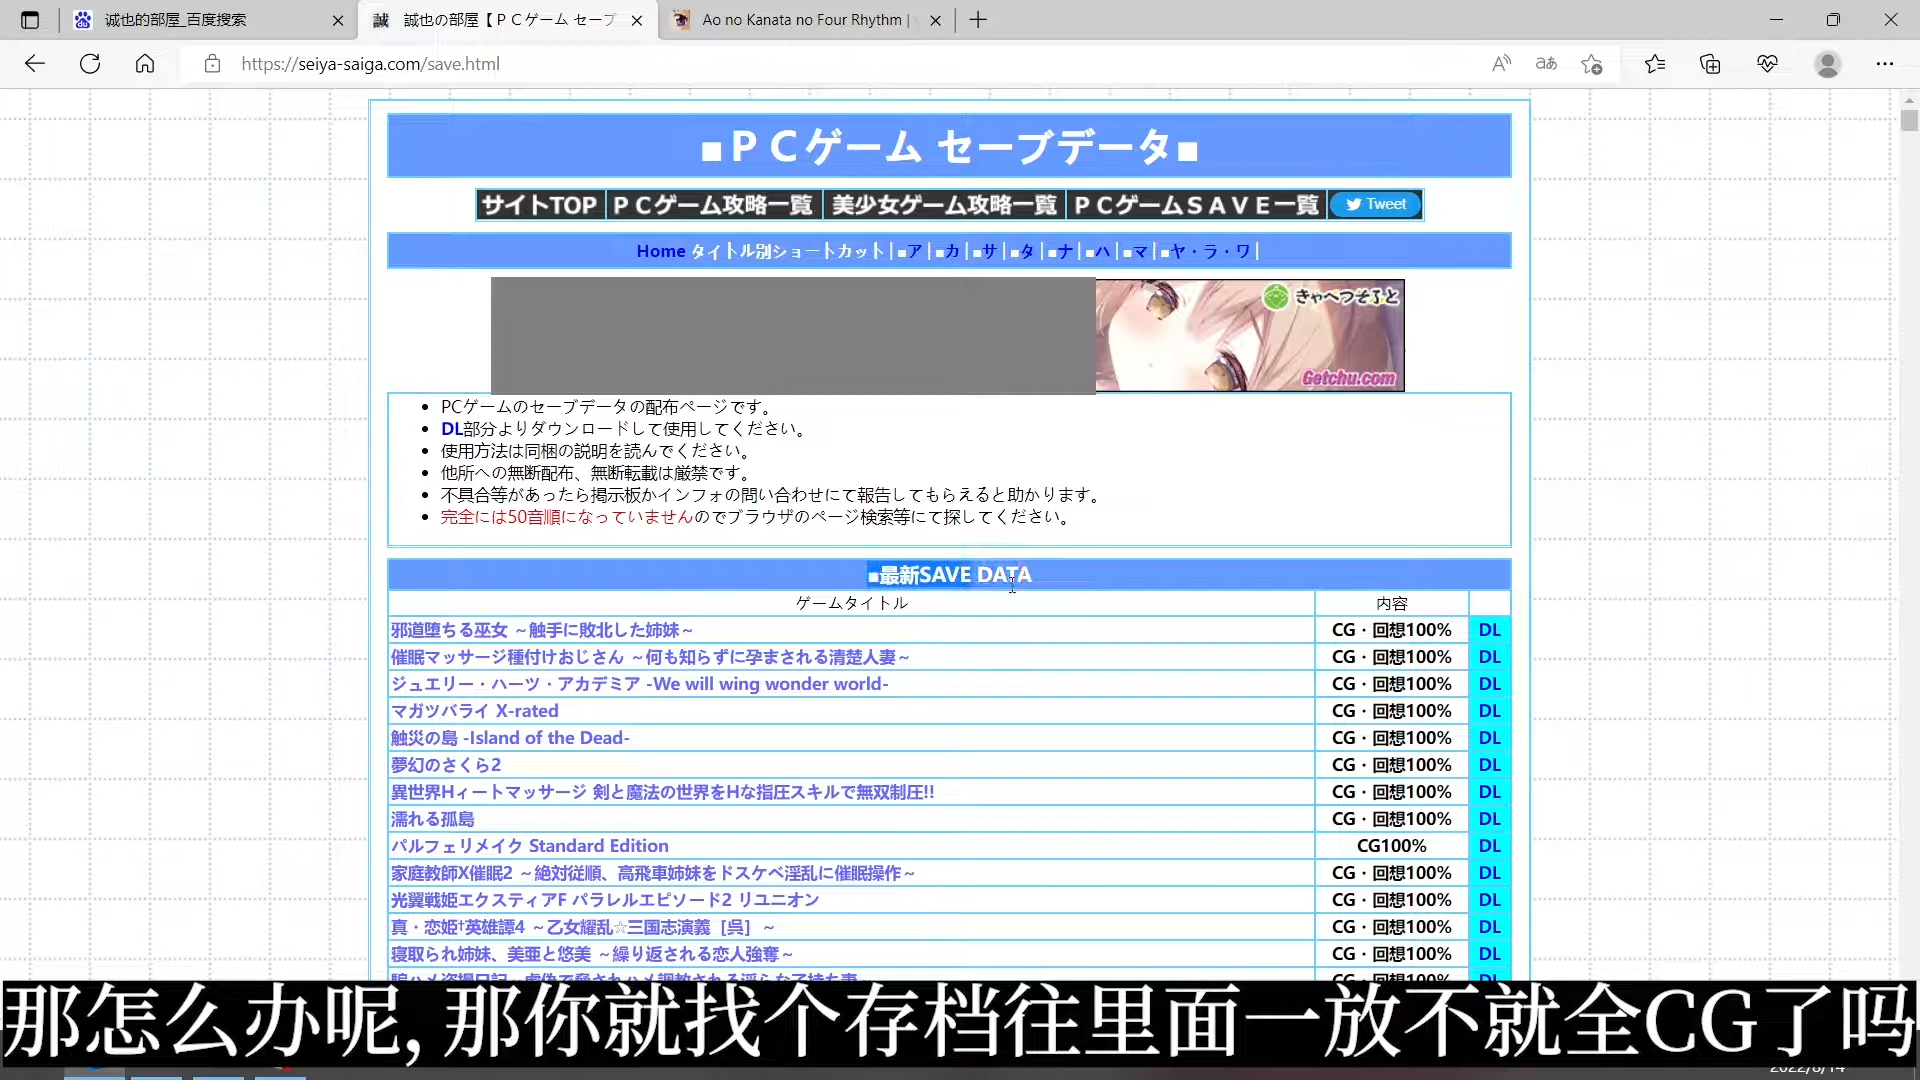 诚也的部屋_百度搜索
誠 誠也の部屋【ＰＣゲーム セーブ
Ao no Kanata no Four Rhythm |
https://seiya-saiga.com/save.html
■ＰＣゲーム セーブデータ■
サイトTOP ＰＣゲーム攻略一覧 美少女ゲーム攻略一覧 ＰＣゲームＳＡＶＥ一覧 Tweet
Home タイトル別ショートカット | ■ア | ■カ | ■サ | ■タ | ■ナ | ■ハ | ■マ | ■ヤ・ラ・ワ |
きゃべつそふと
Getchu.com
• PCゲームのセーブデータの配布ページです。
• DL部分よりダウンロードして使用してください。
• 使用方法は同梱の説明を読んでください。
• 他所への無断配布、無断転載は厳禁です。
• 不具合等があったら掲示板かインフォの問い合わせにて報告してもらえると助かります。
• 完全には50音順になっていませんのでブラウザのページ検索等にて探してください。
■最新SAVE DATA
ゲームタイトル 内容
邪道堕ちる巫女 ～触手に敗北した姉妹～ CG・回想100% DL
催眠マッサージ種付けおじさん ～何も知らずに孕まされる清楚人妻～ CG・回想100% DL
ジュエリー・ハーツ・アカデミア -We will wing wonder world- CG・回想100% DL
マガツバライ X-rated CG・回想100% DL
触災の島 -Island of the Dead- CG・回想100% DL
夢幻のさくら2 CG・回想100% DL
異世界Hィートマッサージ 剣と魔法の世界をHな指圧スキルで無双制圧!! CG・回想100% DL
濡れる孤島 CG・回想100% DL
パルフェリメイク Standard Edition CG100% DL
家庭教師X催眠2 ～絶対従順、高飛車姉妹をドスケベ淫乱に催眠操作～ CG・回想100% DL
光翼戦姫エクスティアF パラレルエピソード2 リユニオン CG・回想100% DL
真・恋姫†英雄譚4 ～乙女耀乱☆三国志演義［呉］～ CG・回想100% DL
寝取られ姉妹、美亜と悠美 ～繰り返される恋人強奪～ CG・回想100% DL
CG・回想100% DL
那怎么办呢, 那你就找个存档往里面一放不就全CG了吗